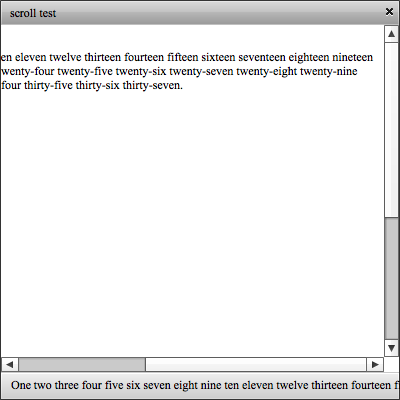 scroll test
en eleven twelve thirteen fourteen fifteen sixteen seventeen eighteen nineteen
wenty-four twenty-five twenty-six twenty-seven twenty-eight twenty-nine
four thirty-five thirty-six thirty-seven.
One two three four five six seven eight nine ten eleven twelve thirteen fourteen f